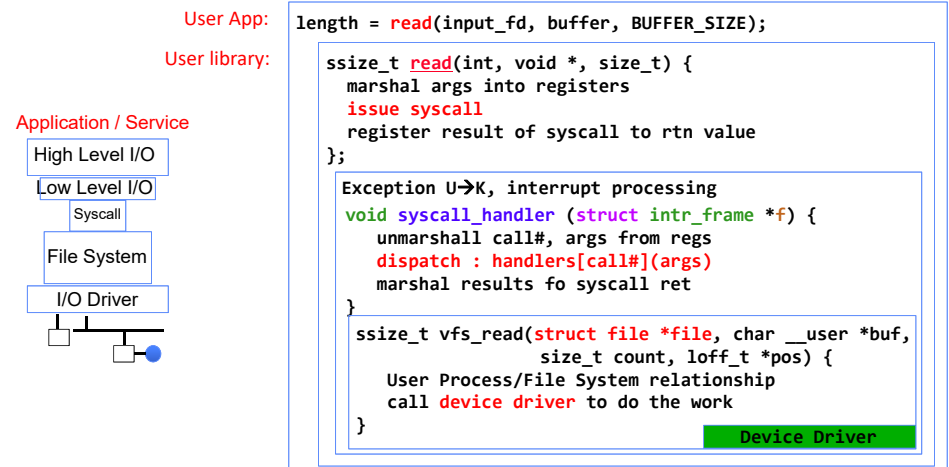 User App:
length = read(input_fd, buffer, BUFFER_SIZE);
User library:
ssize_t read(int, void *, size_t) {
marshal args into registers
issue syscall
register result of syscall to rtn value
};
Application / Service
High Level I/O
Low Level I/O
Syscall
File System
I/O Driver
Exception U→K, interrupt processing
void syscall_handler (struct intr_frame *f) {
unmarshall call#, args from regs
dispatch : handlers[call#](args)
marshal results fo syscall ret
}
ssize_t vfs_read(struct file *file, char __user *buf,
size_t count, loff_t *pos) {
User Process/File System relationship
call device driver to do the work
}
Device Driver